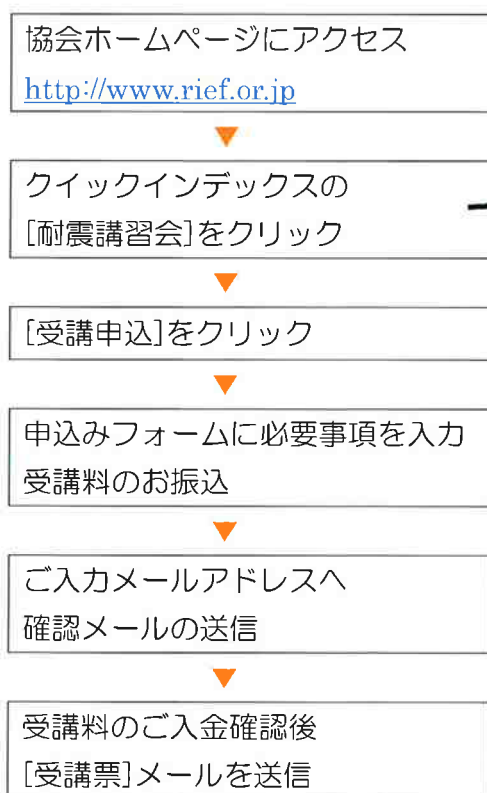 協会ホームページにアクセス
http://www.rief.or.jp
クイックインデックスの
[耐震講習会]をクリック
[受講申込]をクリック
申込みフォームに必要事項を入力
受講料のお振込
ご入力メールアドレスへ
確認メールの送信
受講料のご入金確認後
[受講票]メールを送信